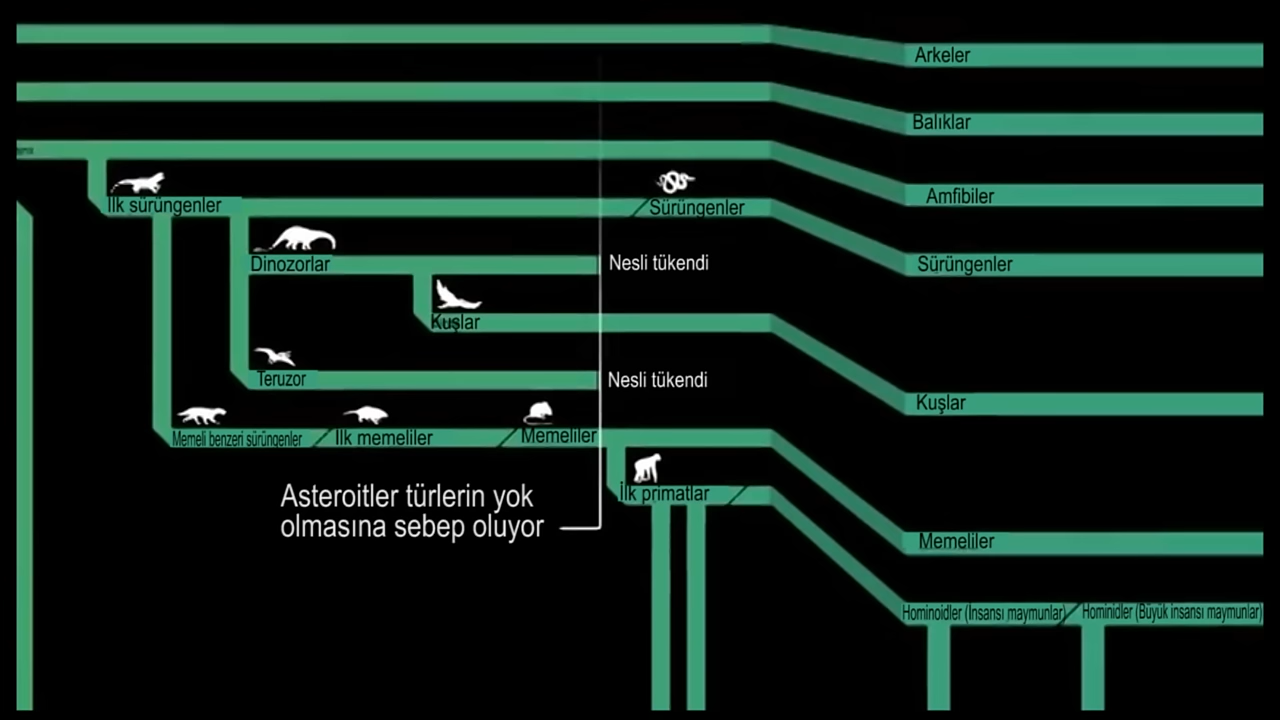 Arkeler
Balıklar
Amfibiler
İlk sürüngenler
Sürüngenler
Sürüngenler
Dinozorlar
Nesli tükendi
Kuşlar
Teruzor
Nesli tükendi
Kuşlar
Memeli benzeri sürüngenler
İlk memeliler
Memeliler
İlk primatlar
Asteroitler türlerin yok
olmasına sebep oluyor
Memeliler
Hominoidler (İnsansı maymunlar)
Hominidler (Büyük insansı maymunlar)